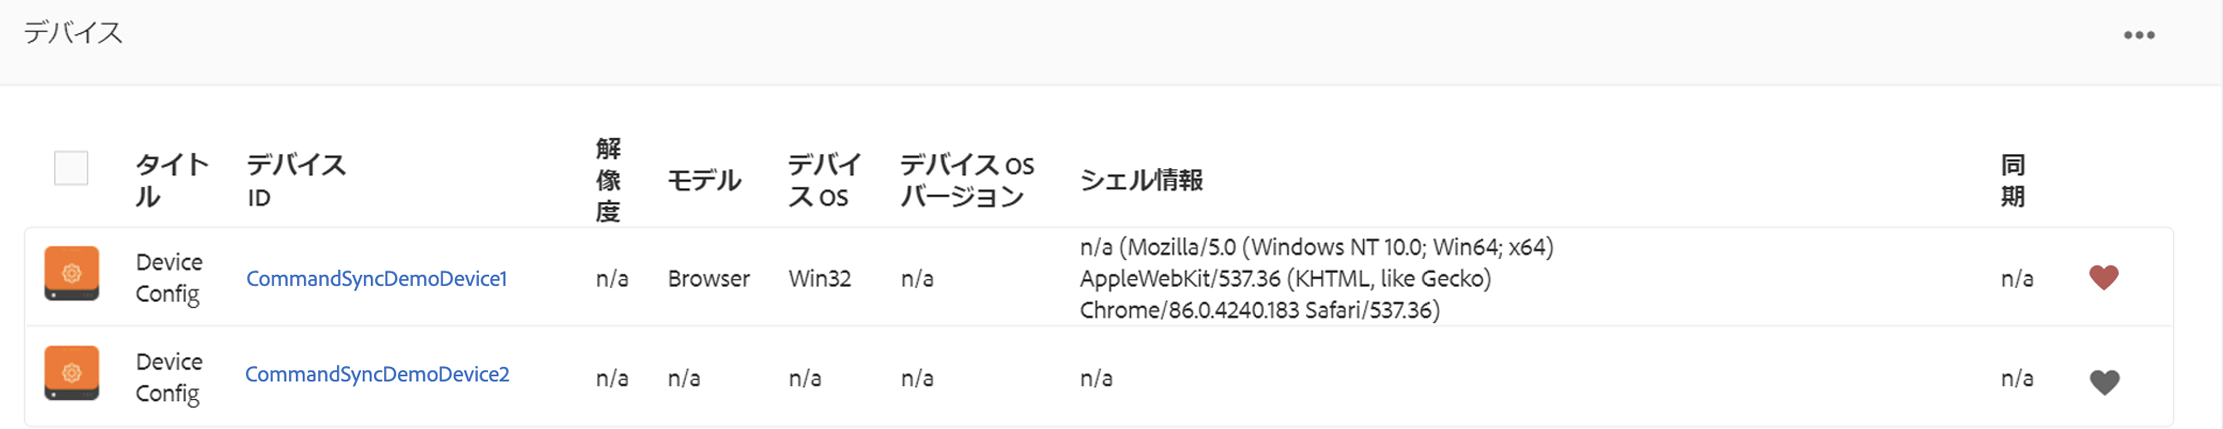 デバイス
タイトル
デバイス ID
解像度
モデル
デバイス OS
デバイス OS バージョン
シェル情報
同期
Device Config
CommandSyncDemoDevice1
n/a
Browser
Win32
n/a
n/a (Mozilla/5.0 (Windows NT 10.0; Win64; x64)
AppleWebKit/537.36 (KHTML, like Gecko)
Chrome/86.0.4240.183 Safari/537.36)
n/a
Device Config
CommandSyncDemoDevice2
n/a
n/a
n/a
n/a
n/a
n/a